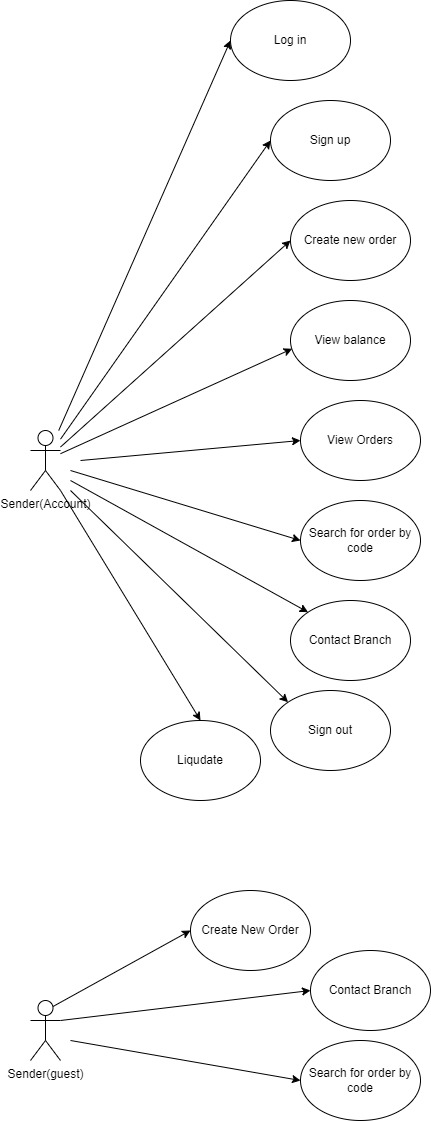 Log in
Sign up
Create new order
View balance
View Orders
Sender(Account)
Search for order by
code
Contact Branch
Sign out
Liqudate
Create New Order
Contact Branch
Sender(guest)
Search for order by
code